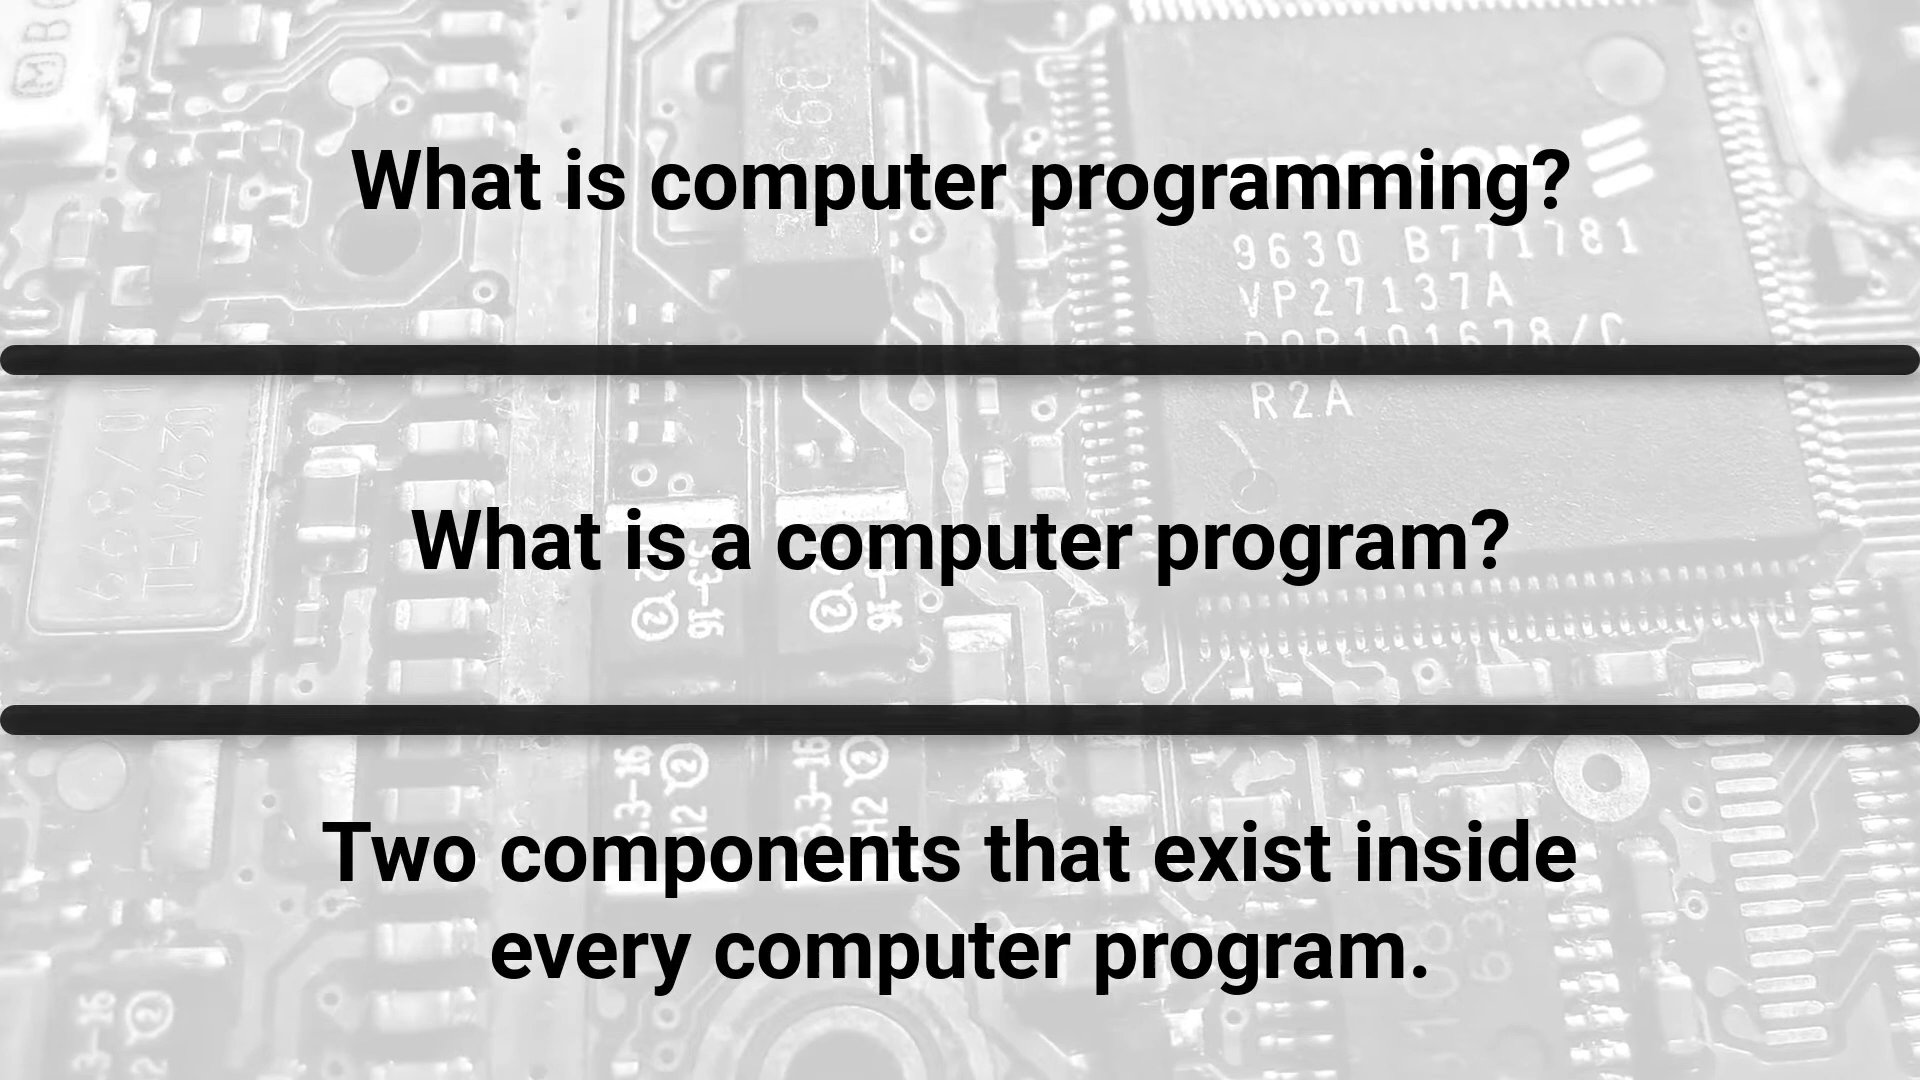 What is computer programming?
9630 B771781
VP27137A
R2A
What is a computer program?
Two components that exist inside
every computer program.